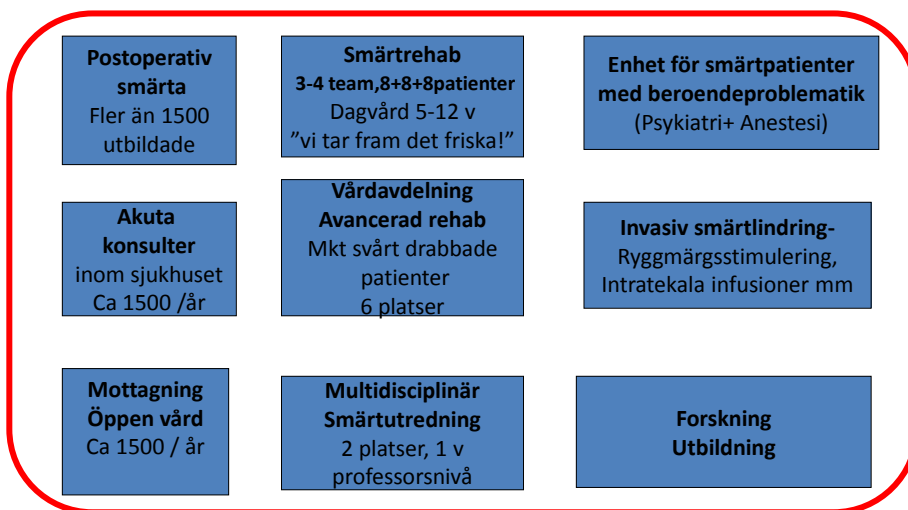 Postoperativ
smärta
Fler än 1500
utbildade
Smärtrehab
3-4 team,8+8+8patienter
Dagvård 5-12 v
”vi tar fram det friska!”
Enhet för smärtpatienter
med beroendeproblematik
(Psykiatri+ Anestesi)
Akuta
konsulter
inom sjukhuset
Ca 1500 /år
Vårdavdelning
Avancerad rehab
Mkt svårt drabbade
patienter
6 platser
Invasiv smärtlindring-
Ryggmärgsstimulering,
Intratekala infusioner mm
Mottagning
Öppen vård
Ca 1500 / år
Multidisciplinär
Smärtutredning
2 platser, 1 v
professorsnivå
Forskning
Utbildning